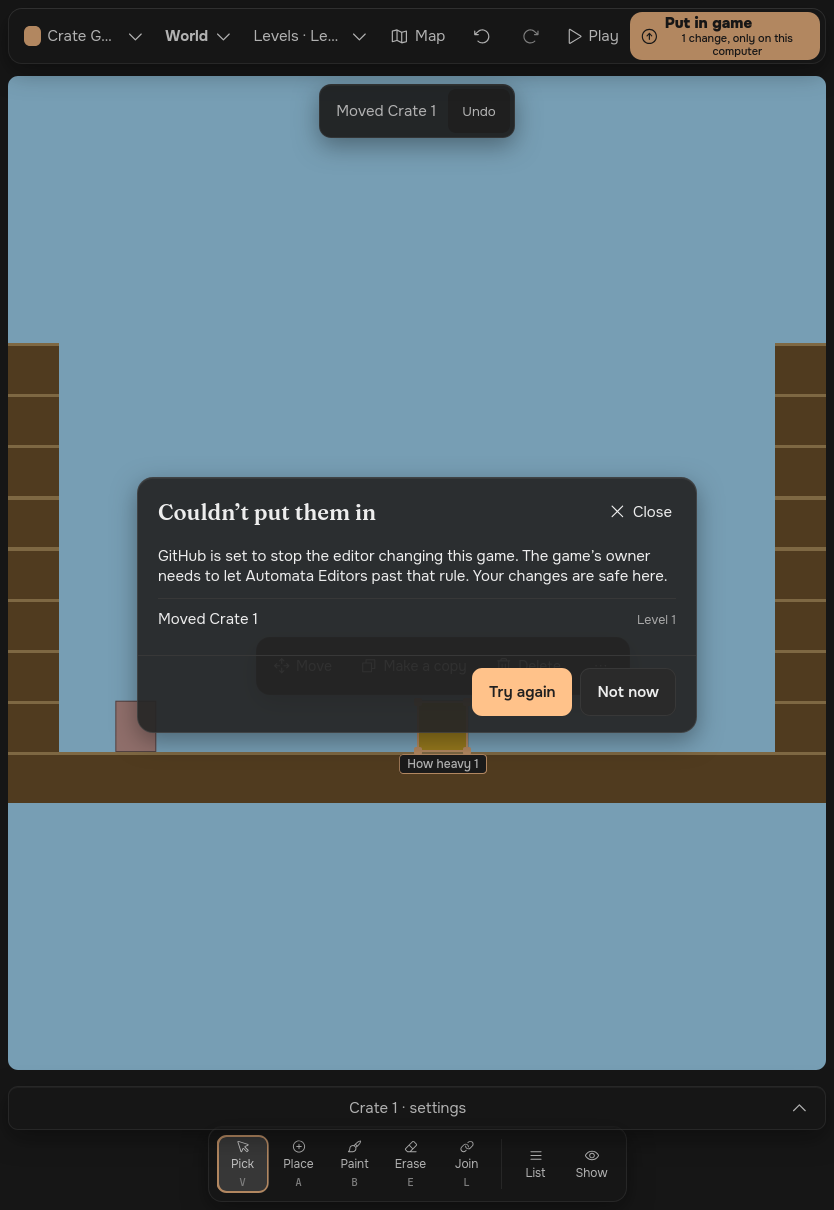 Crate G...
World
Levels · Le...
Map
Play
Put in game
1 change, only on this
computer
Moved Crate 1
Undo
Couldn’t put them in
Close
GitHub is set to stop the editor changing this game. The game’s owner
needs to let Automata Editors past that rule. Your changes are safe here.
Moved Crate 1
Level 1
Move
Make a copy
Delete
Try again
Not now
How heavy 1
Crate 1 · settings
Pick
V
Place
A
Paint
B
Erase
E
Join
L
List
Show